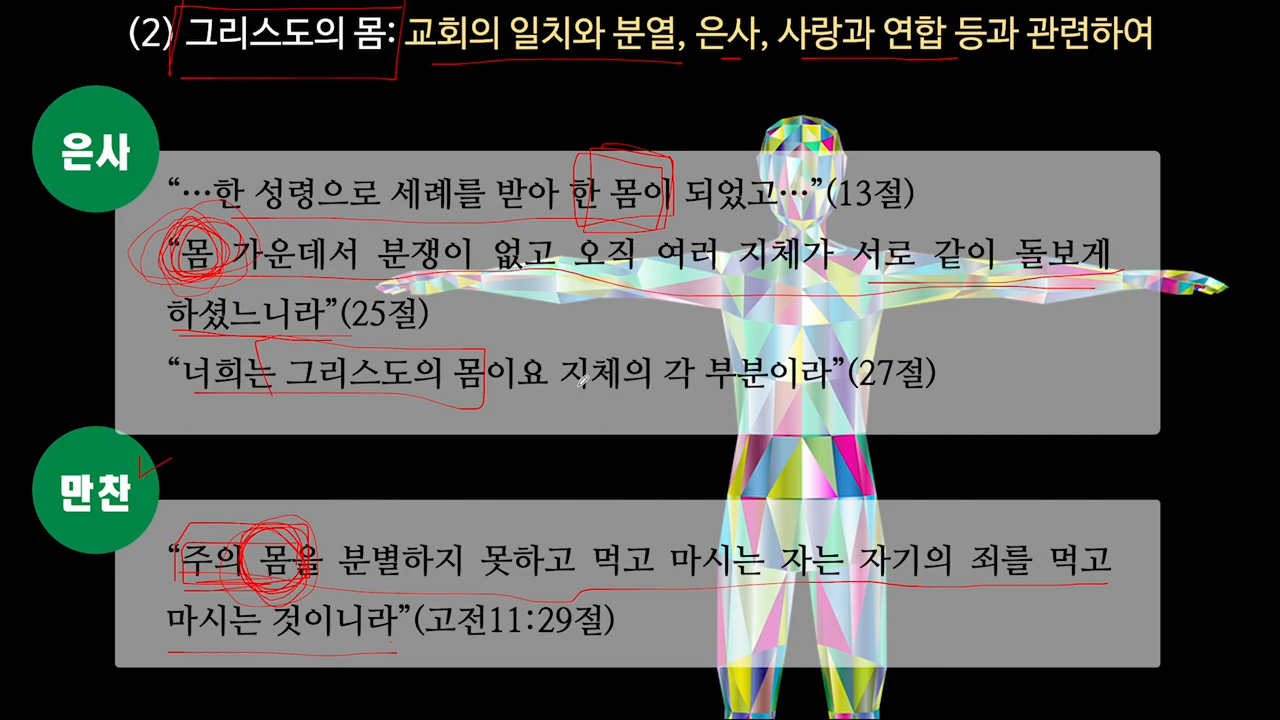 (2) 그리스도의 몸: 교회의 일치와 분열, 은사, 사랑과 연합 등과 관련하여
은사
“…한 성령으로 세례를 받아 한 몸이 되었고…”(13절)
“몸 가운데서 분쟁이 없고 오직 여러 지체가 서로 같이 돌보게
하셨느니라”(25절)
“너희는 그리스도의 몸이요 지체의 각 부분이라”(27절)
만찬
“주의 몸을 분별하지 못하고 먹고 마시는 자는 자기의 죄를 먹고
마시는 것이니라”(고전11:29절)